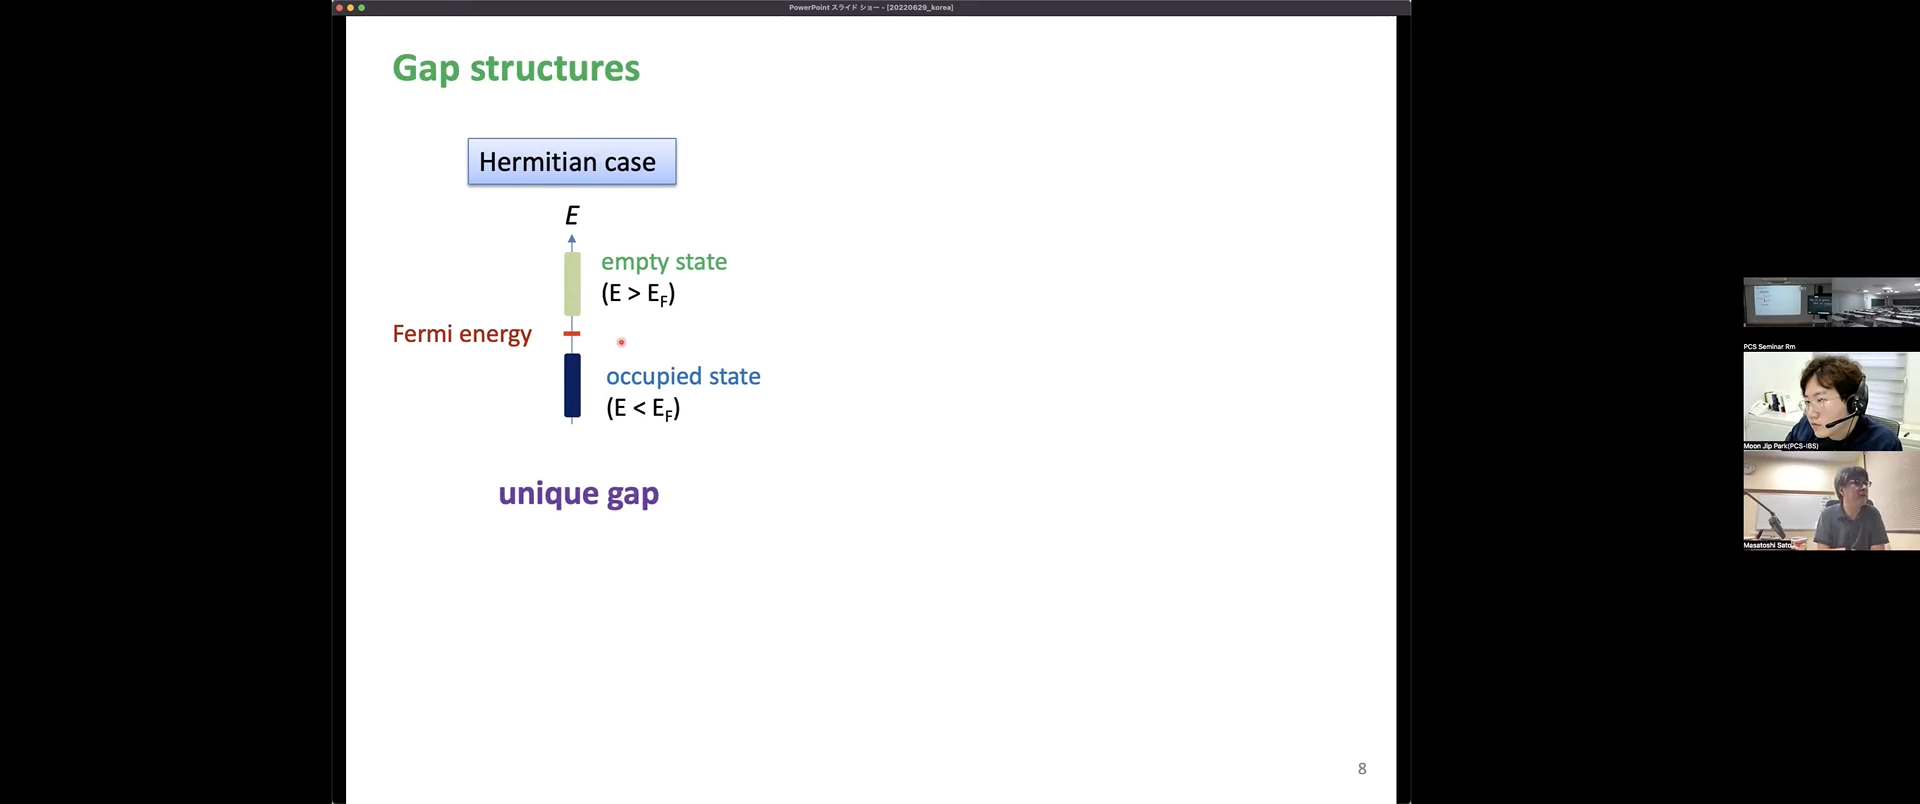 PowerPoint スライド ショー - [20220629_korea]
Gap structures
Hermitian case
E
empty state
(E > EF)
Fermi energy
occupied state
(E < EF)
unique gap
8
PCS Seminar Rm
Moon Jip Park(PCS-IBS)
Masatoshi Sato